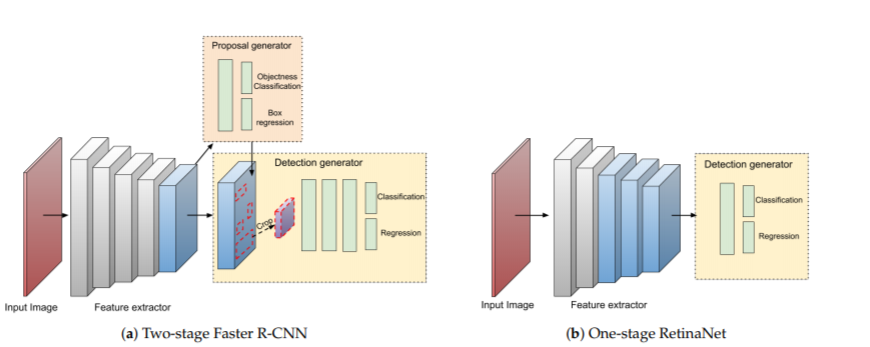 Proposal generator
Objectness
Classification
Box
regression
Detection generator
Crop
Classification
Regression
Input Image
Feature extractor
(a) Two-stage Faster R-CNN
Detection generator
Classification
Regression
Input Image
Feature extractor
(b) One-stage RetinaNet